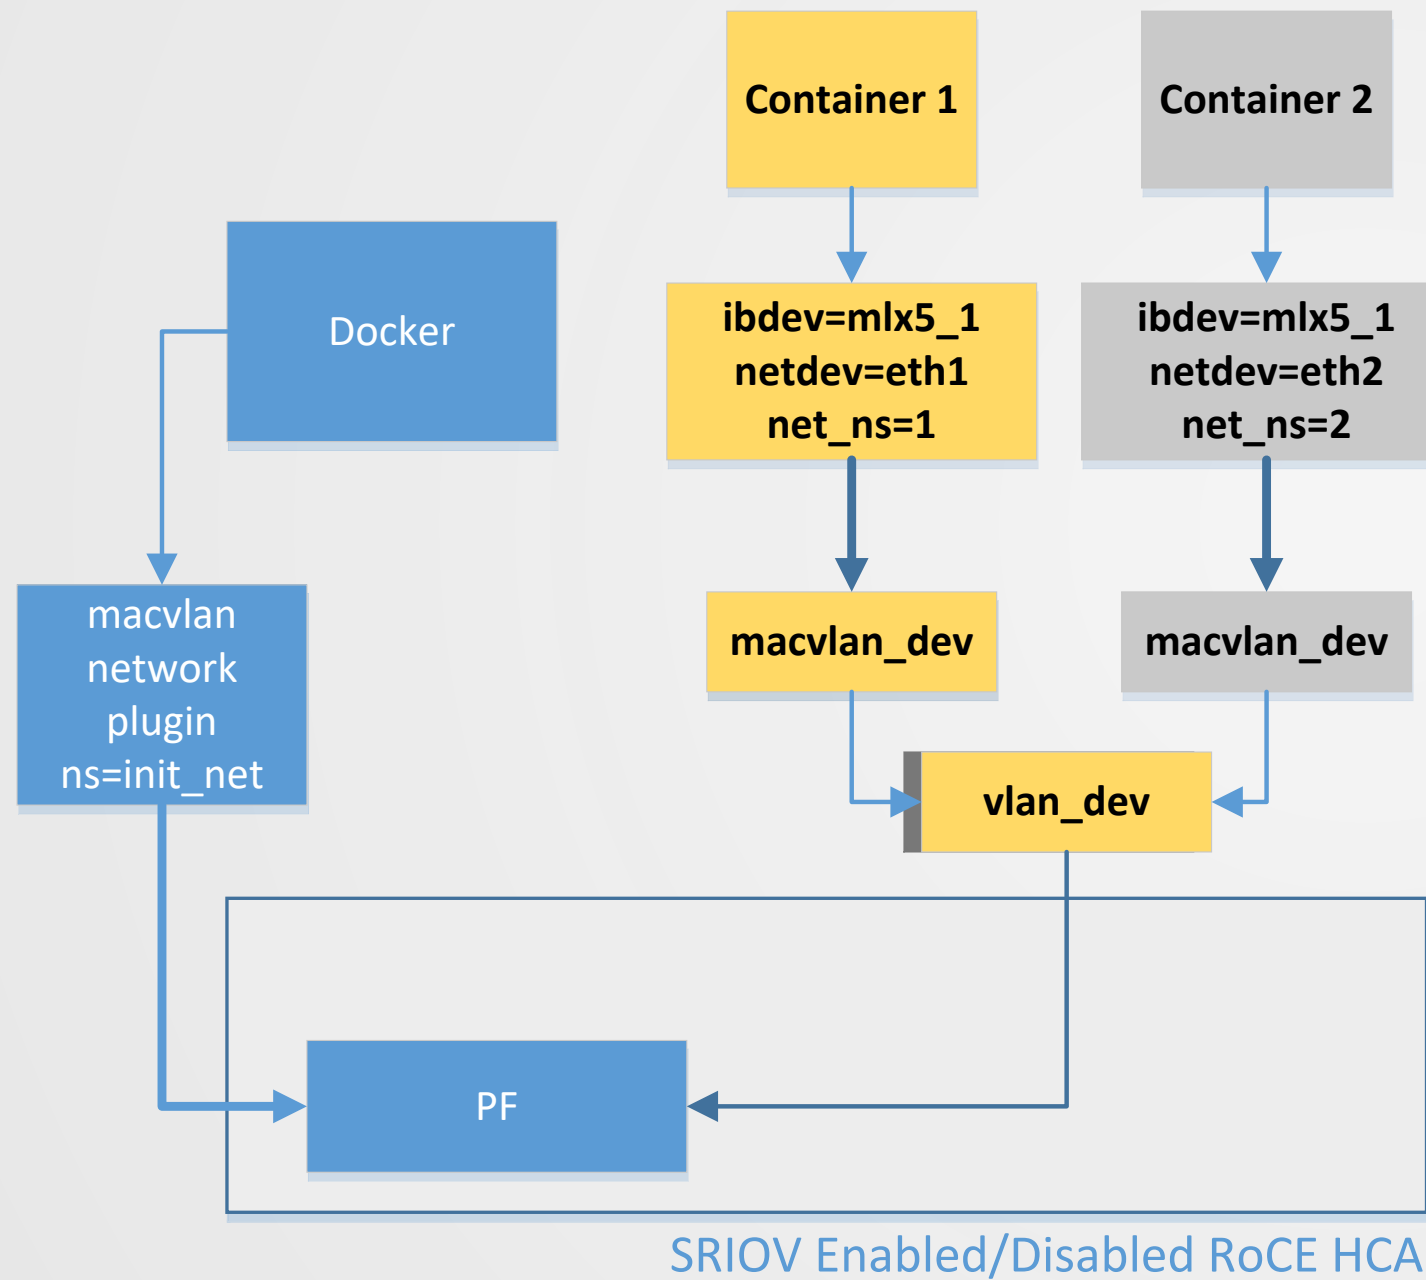 Container 1
Container 2
Docker
ibdev=mlx5_1
netdev=eth1
net_ns=1
ibdev=mlx5_1
netdev=eth2
net_ns=2
macvlan
network
plugin
ns=init_net
macvlan_dev
macvlan_dev
vlan_dev
PF
SRIOV Enabled/Disabled RoCE HCA